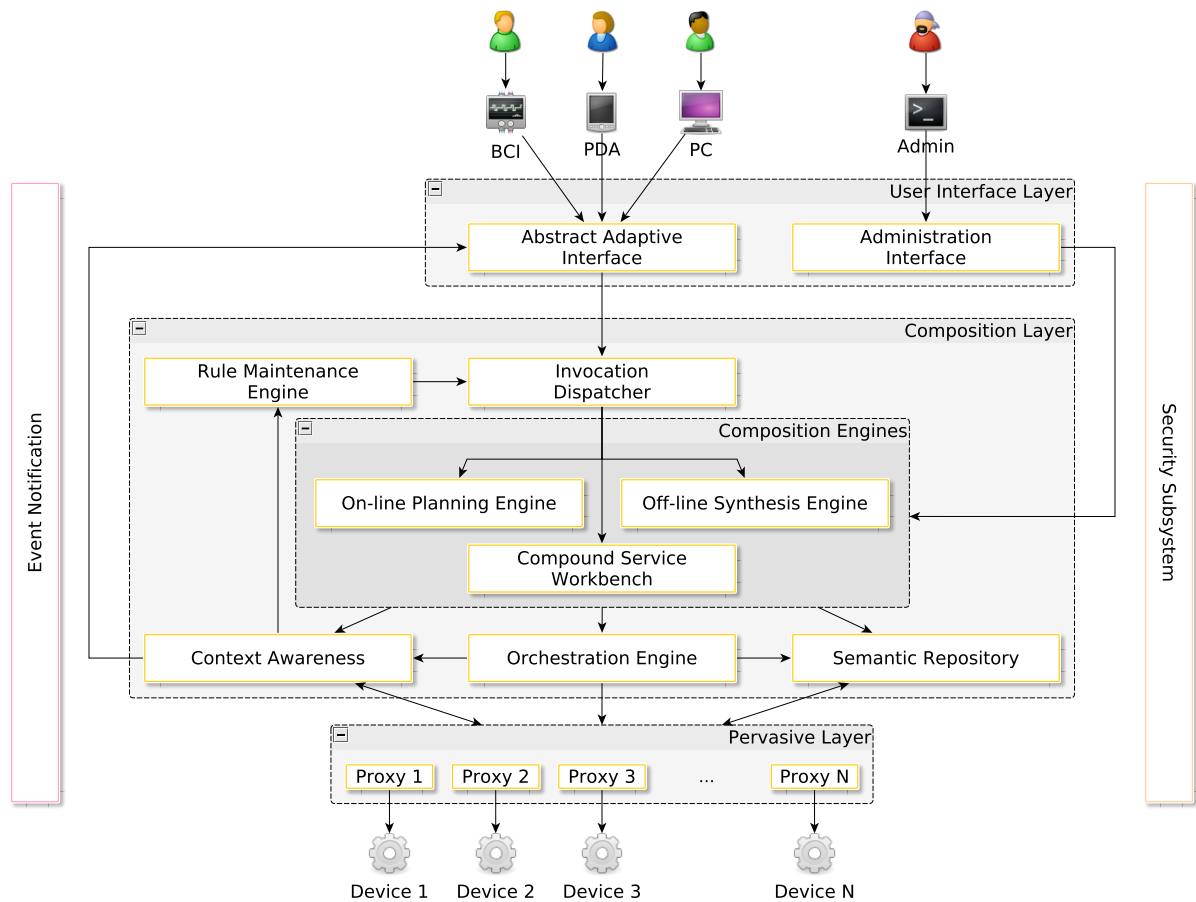 BCI
PDA
PC
Admin
User Interface Layer
Abstract Adaptive
Interface
Administration
Interface
Composition Layer
Rule Maintenance
Engine
Invocation
Dispatcher
Composition Engines
On-line Planning Engine
Off-line Synthesis Engine
Compound Service
Workbench
Context Awareness
Orchestration Engine
Semantic Repository
Pervasive Layer
Proxy 1
Proxy 2
Proxy 3
...
Proxy N
Device 1
Device 2
Device 3
Device N
Event Notification
Security Subsystem